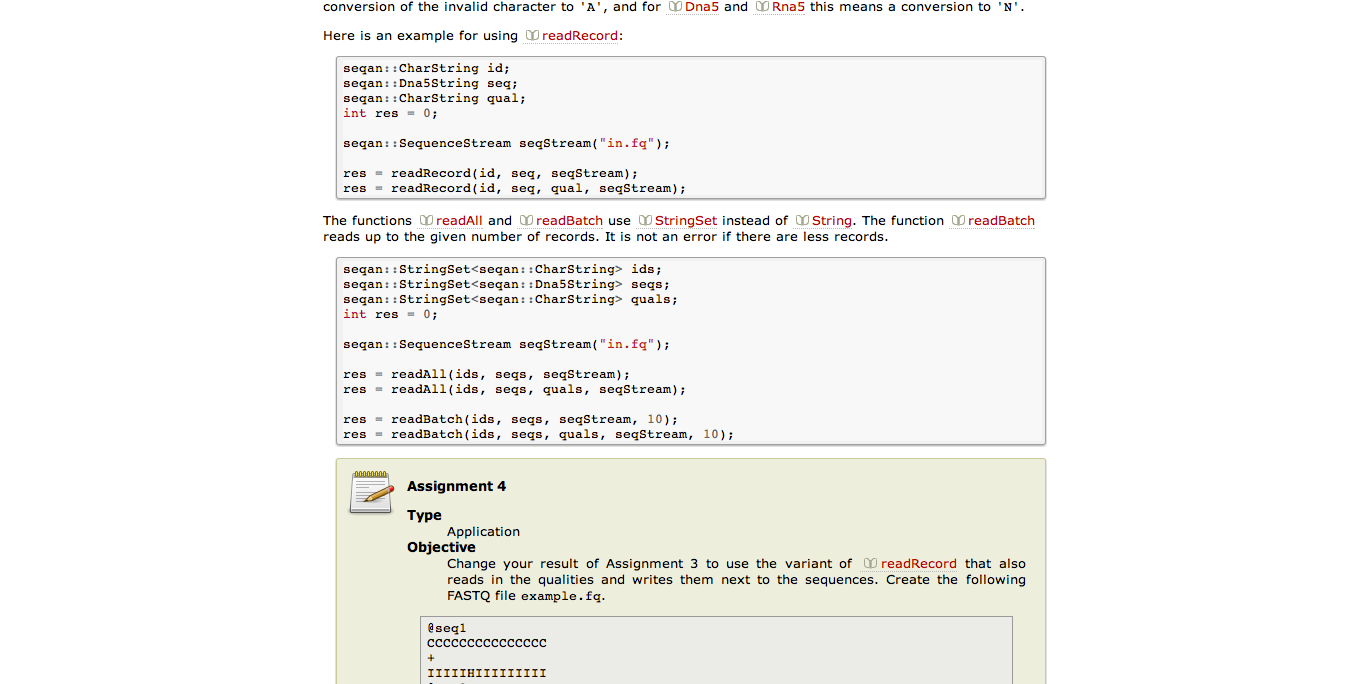 conversion of the invalid character to 'A', and for Dna5 and Rna5 this means a conversion to 'N'.
Here is an example for using readRecord:
seqan::CharString id;
seqan::Dna5String seq;
seqan::CharString qual;
int res = 0;
seqan::SequenceStream seqStream("in.fq");
res = readRecord(id, seq, seqStream);
res = readRecord(id, seq, qual, seqStream);
The functions readAll and readBatch use StringSet instead of String. The function readBatch
reads up to the given number of records. It is not an error if there are less records.
seqan::StringSet<seqan::CharString> ids;
seqan::StringSet<seqan::Dna5String> seqs;
seqan::StringSet<seqan::CharString> quals;
int res = 0;
seqan::SequenceStream seqStream("in.fq");
res = readAll(ids, seqs, seqStream);
res = readAll(ids, seqs, quals, seqStream);
res = readBatch(ids, seqs, seqStream, 10);
res = readBatch(ids, seqs, quals, seqStream, 10);
Assignment 4
Type
Application
Objective
Change your result of Assignment 3 to use the variant of readRecord that also
reads in the qualities and writes them next to the sequences. Create the following
FASTQ file example.fq.
@seq1
CCCCCCCCCCCCCCC
+
IIIIIHIIIIIIIII